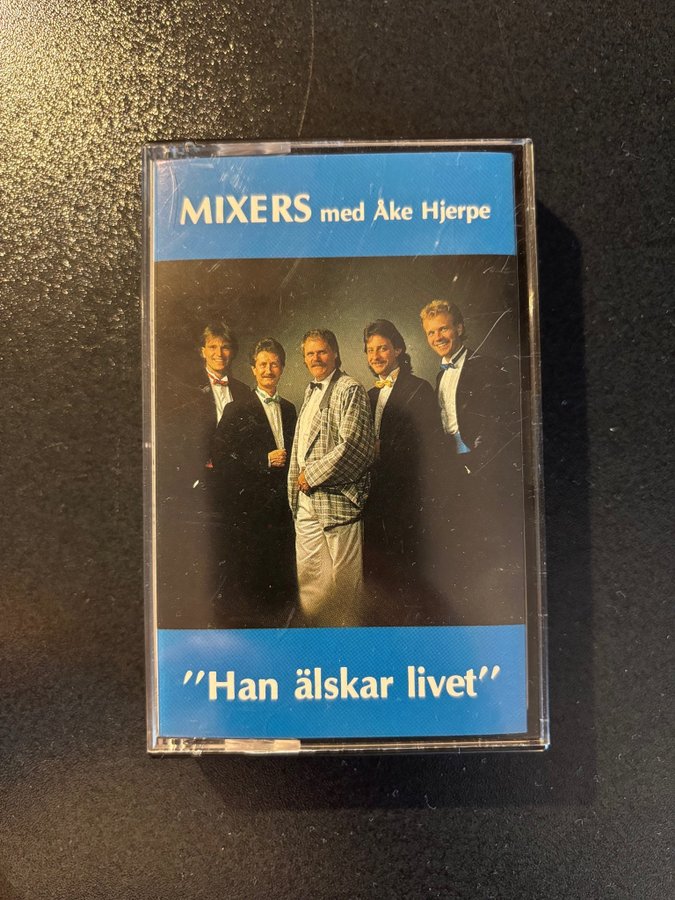 MIXERS med Åke Hjerpe
"Han älskar livet"